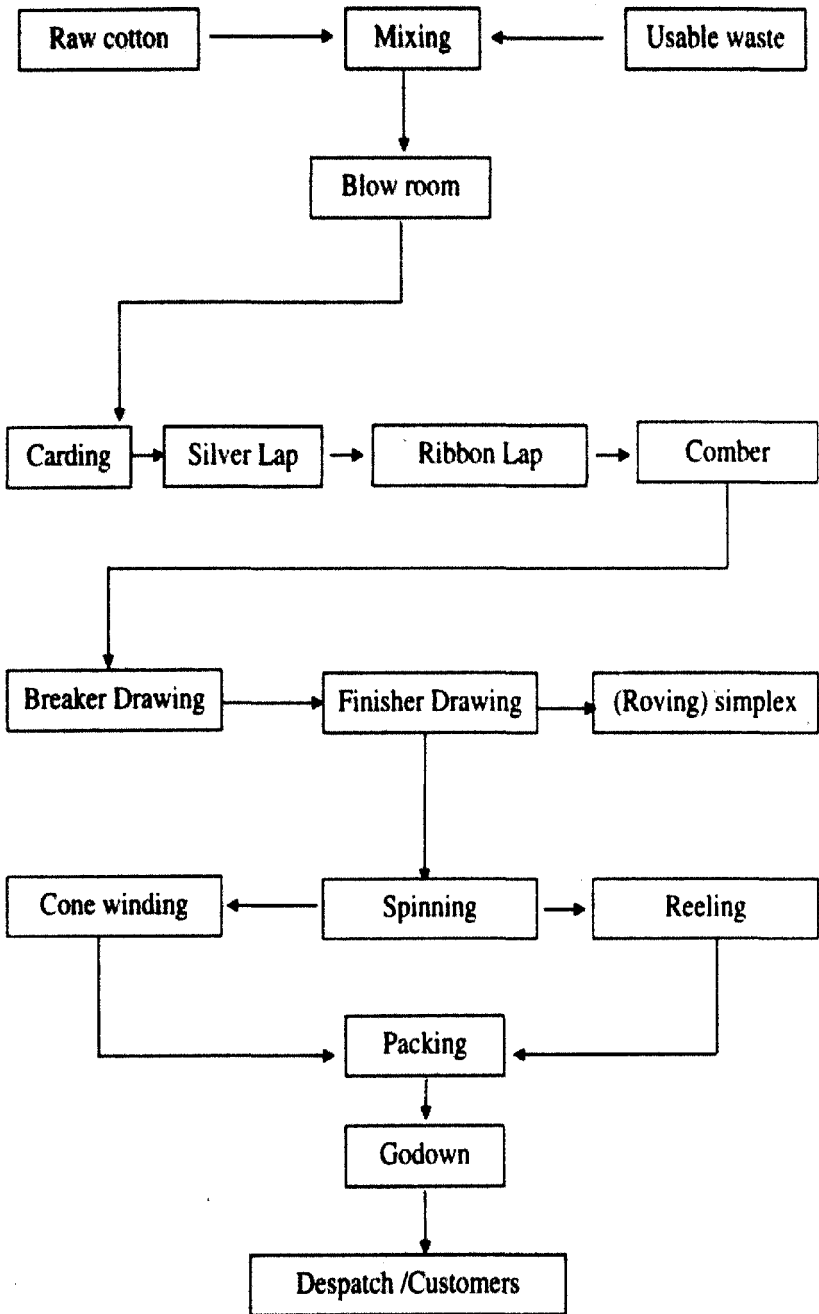 Raw cotton
Mixing
Usable waste
Blow room
Carding
Silver Lap
Ribbon Lap
Comber
Breaker Drawing
Finisher Drawing
(Roving) simplex
Cone winding
Spinning
Reeling
Packing
Godown
Despatch /Customers